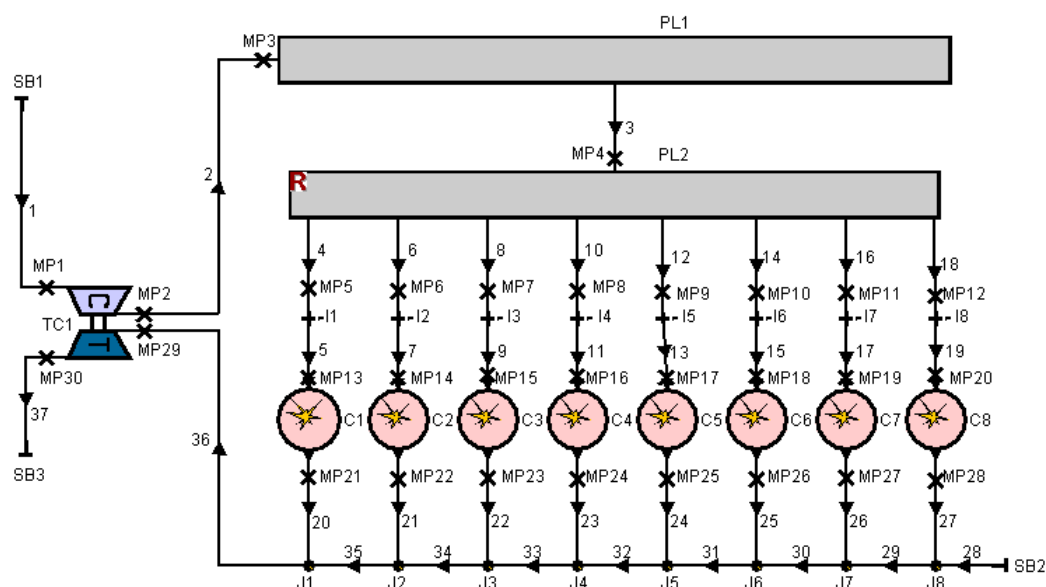 PL1
MP3
SB1
3
MP4 PL2
2
R
1
4 6 8 10 12 14 16 18
MP1
MP5 MP6 MP7 MP8 MP9 MP10 MP11 MP12
C MP2
TC1
I1 I2 I3 I4 I5 I6 I7 I8
T MP29
MP30
5 7 9 11 13 15 17 19
MP13 MP14 MP15 MP16 MP17 MP18 MP19 MP20
37
C1 C2 C3 C4 C5 C6 C7 C8
36
SB3
MP21 MP22 MP23 MP24 MP25 MP26 MP27 MP28
20 21 22 23 24 25 26 27
35 34 33 32 31 30 29 28
SB2
J1 J2 J3 J4 J5 J6 J7 J8